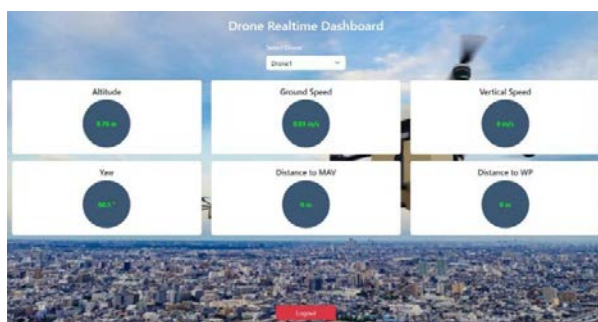 Drone Realtime Dashboard
Select Drone
Drone1
Altitude
Ground Speed
Vertical Speed
0 m/s
Yaw
Distance to MAV
Distance to WP
0 m
0 m
Logout